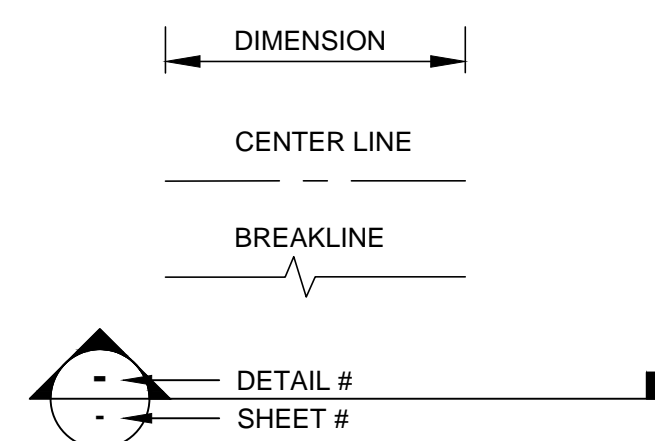 DIMENSION
CENTER LINE
BREAKLINE
- DETAIL #
- SHEET #